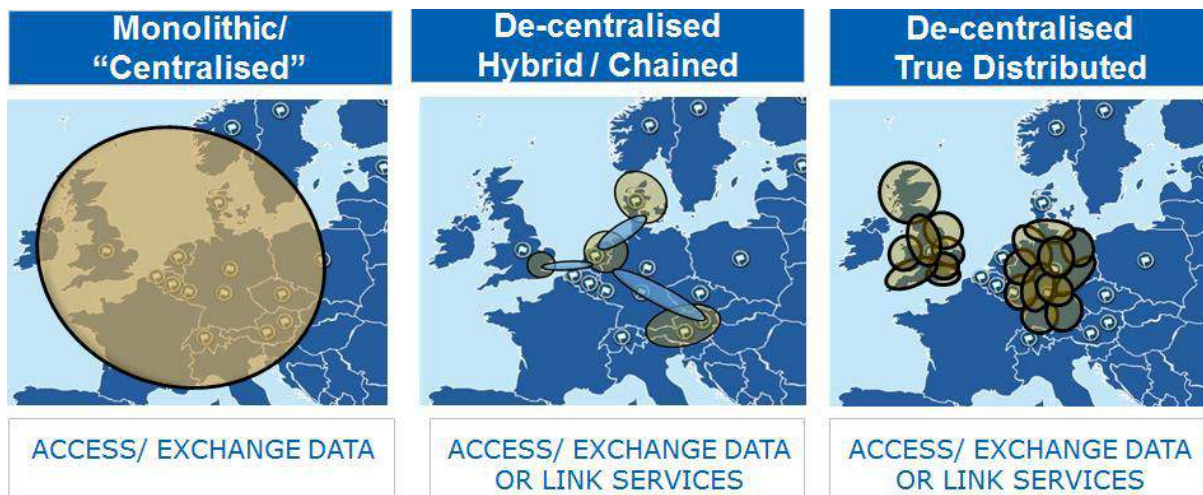 Monolithic/
“Centralised”
ACCESS/ EXCHANGE DATA
De-centralised
Hybrid / Chained
ACCESS/ EXCHANGE DATA
OR LINK SERVICES
De-centralised
True Distributed
ACCESS/ EXCHANGE DATA
OR LINK SERVICES